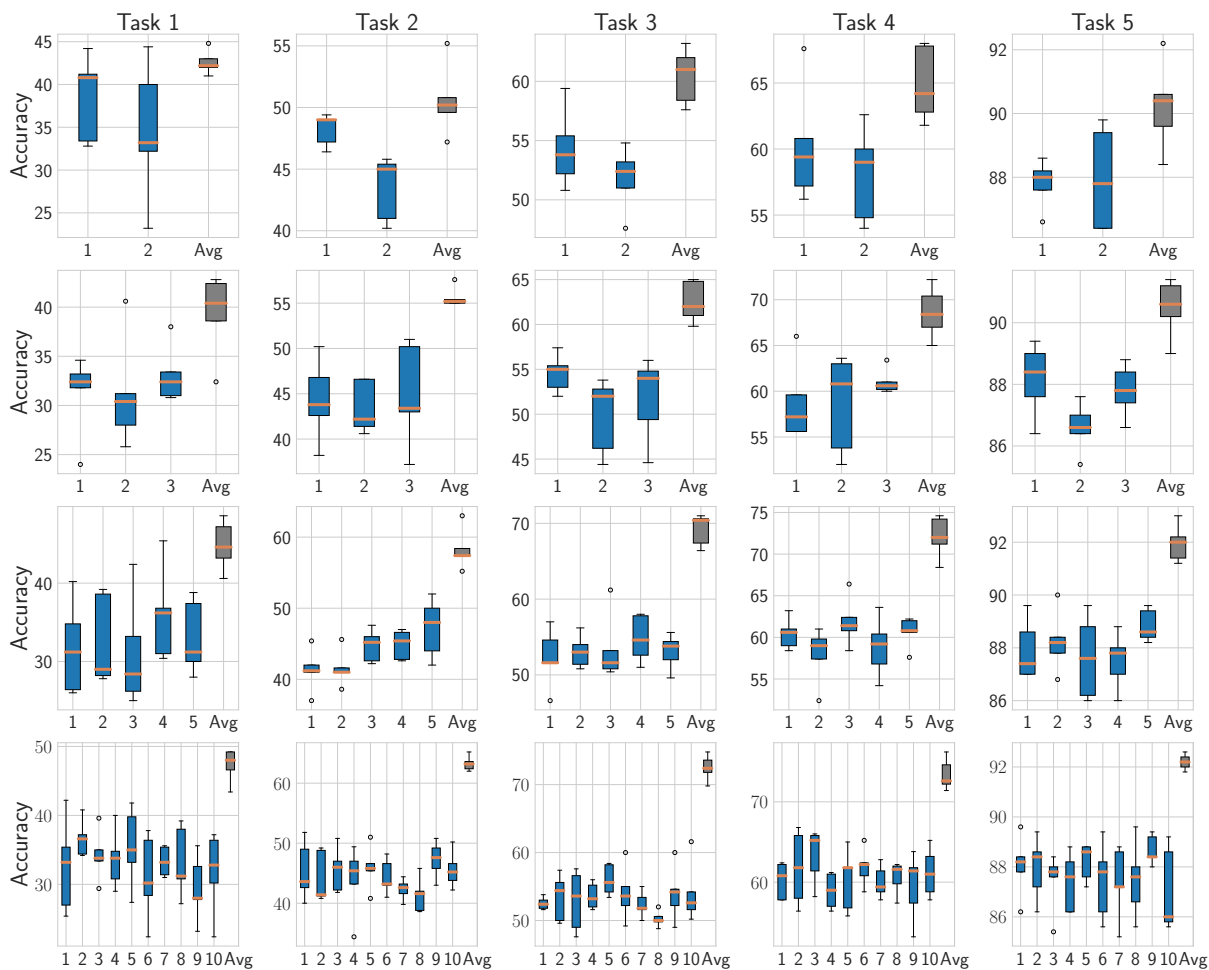 Task 1 Task 2 Task 3 Task 4 Task 5
Accuracy
45 40 35 30 25
1 2 Avg
55 50 45 40
1 2 Avg
60 55 50
1 2 Avg
65 60 55
1 2 Avg
92 90 88
1 2 Avg
Accuracy
40 35 30 25
1 2 3 Avg
55 50 45 40
1 2 3 Avg
65 60 55 50 45
1 2 3 Avg
70 65 60 55
1 2 3 Avg
90 88 86
1 2 3 Avg
Accuracy
40 30
1 2 3 4 5 Avg
60 50 40
1 2 3 4 5 Avg
70 60 50
1 2 3 4 5 Avg
75 70 65 60 55
1 2 3 4 5 Avg
92 90 88 86
1 2 3 4 5 Avg
Accuracy
50 40 30
1 2 3 4 5 6 7 8 9 10 Avg
60 50 40
1 2 3 4 5 6 7 8 9 10 Avg
70 60 50
1 2 3 4 5 6 7 8 9 10 Avg
70 60
1 2 3 4 5 6 7 8 9 10 Avg
92 90 88 86
1 2 3 4 5 6 7 8 9 10 Avg